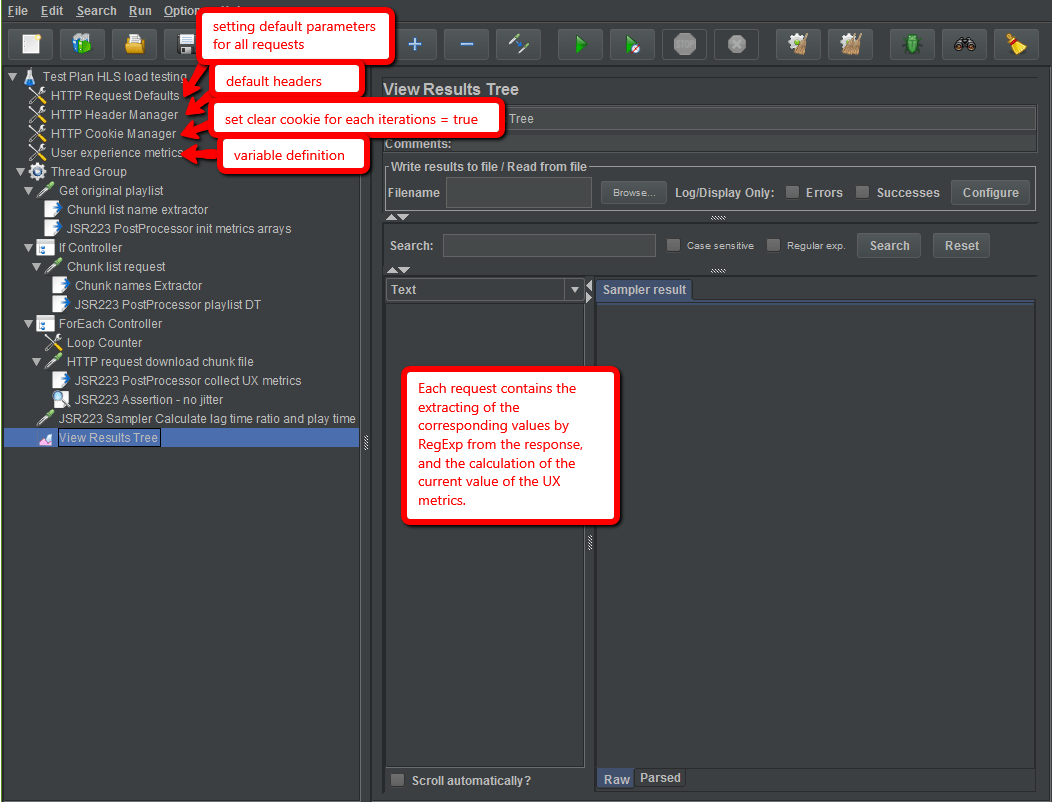 File Edit Search Run
setting default parameters
for all requests
STOP
Test Plan HLS load testing
HTTP Request Defaults
HTTP Header Manager
HTTP Cookie Manager
User experience metrics
default headers
set clear cookie for each iterations = true
variable definition
Thread Group
Get original playlist
Chunkl list name extractor
JSR223 PostProcessor init metrics arrays
If Controller
Chunk list request
Chunk names Extractor
JSR223 PostProcessor playlist DT
ForEach Controller
Loop Counter
HTTP request download chunk file
JSR223 PostProcessor collect UX metrics
JSR223 Assertion - no jitter
JSR223 Sampler Calculate lag time ratio and play time
View Results Tree
View Results Tree
Tree
Comments:
Write results to file / Read from file
Filename Browse... Log/Display Only: Errors Successes Configure
Search: Case sensitive Regular exp. Search Reset
Text
Sampler result
Each request contains the
extracting of the
corresponding values by
RegExp from the response,
and the calculation of the
current value of the UX
metrics.
Scroll automatically?
Raw Parsed